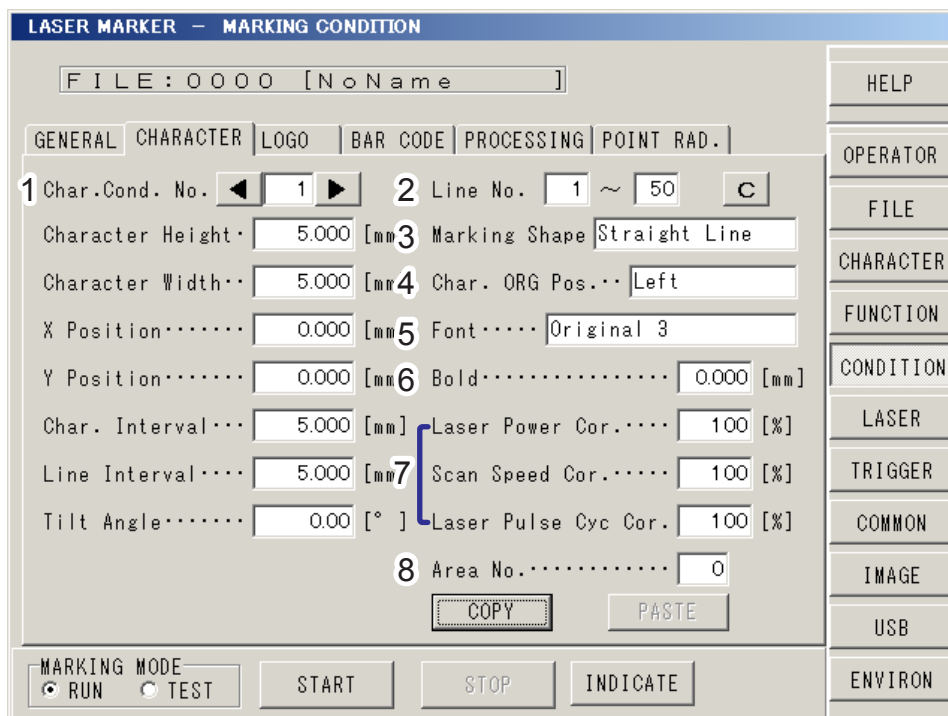 LASER MARKER － MARKING CONDITION
FILE:0000 [NoName ]
GENERAL CHARACTER LOGO BAR CODE PROCESSING POINT RAD.
1 Char.Cond. No. ◀ 1 ▶ 2 Line No. 1 ～ 50 C
Character Height･ 5.000 [mm 3 Marking Shape Straight Line
Character Width･･ 5.000 [mm 4 Char. ORG Pos.･･ Left
X Position･･･････ 0.000 [mm 5 Font･････ Original 3
Y Position･･･････ 0.000 [mm 6 Bold････････････････ 0.000 [mm]
Char. Interval･･･ 5.000 [mm] Laser Power Cor.････ 100 [%]
Line Interval････ 5.000 [mm 7 Scan Speed Cor.･････ 100 [%]
Tilt Angle･･･････ 0.00 [° ] Laser Pulse Cyc Cor. 100 [%]
8 Area No.････････････ 0
COPY PASTE
MARKING MODE
RUN TEST START STOP INDICATE
HELP
OPERATOR
FILE
CHARACTER
FUNCTION
CONDITION
LASER
TRIGGER
COMMON
IMAGE
USB
ENVIRON